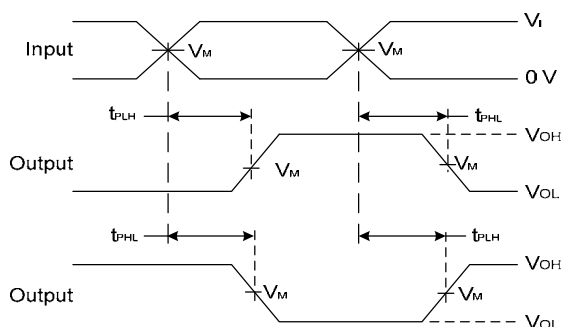 VI
Input VM VM
0 V
tPLH tPHL
VOH
Output VM VM
VOL
tPHL tPLH
VOH
Output VM VM
VOL